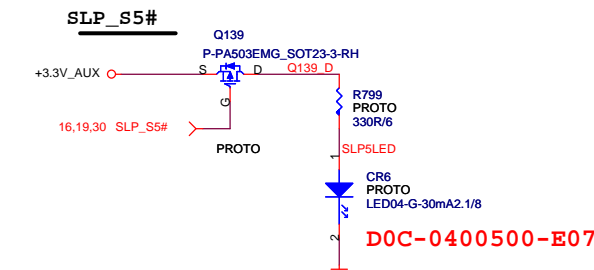 SLP_S5#
Q139
P-PA503EMG_SOT23-3-RH
+3.3V_AUX
S
D
Q139_D
G
R799
PROTO
330R/6
16,19,30 SLP_S5#
PROTO
SLP5LED
1
CR6
PROTO
LED04-G-30mA2.1/8
2
D0C-0400500-E07